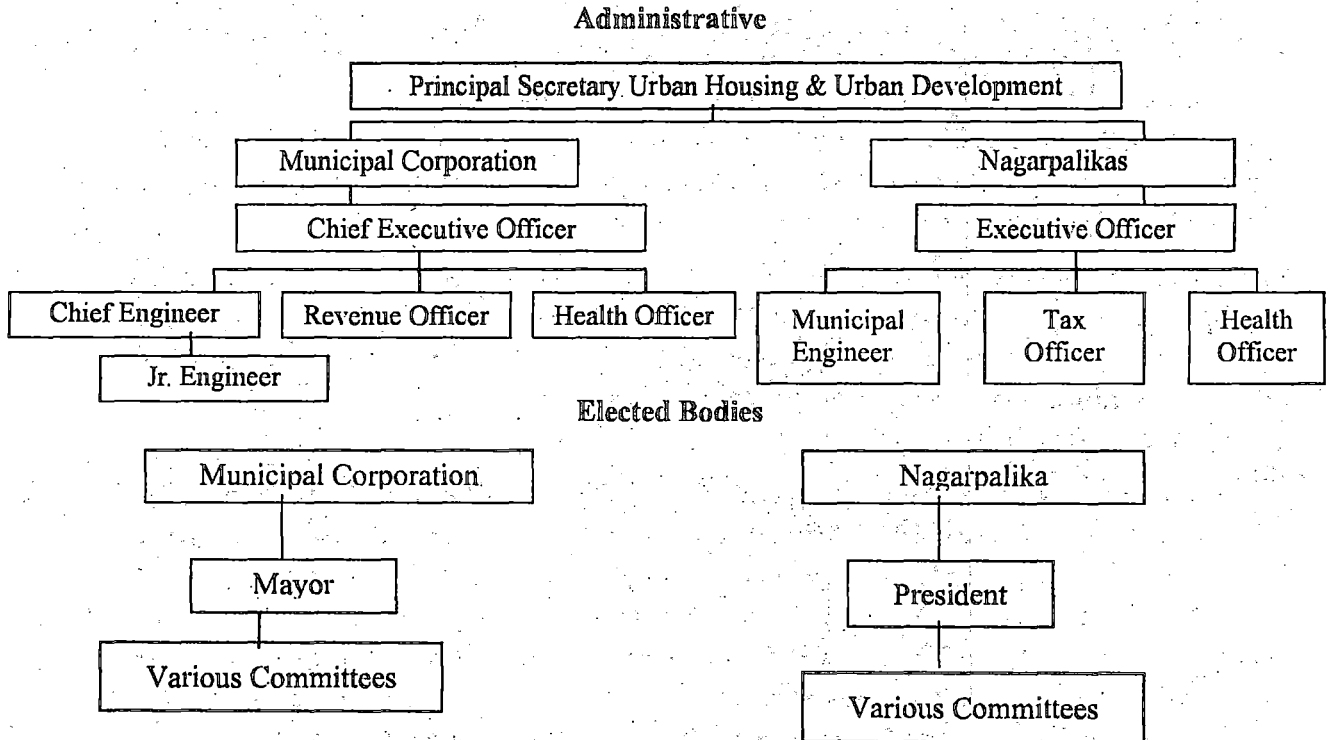 Administrative
Principal Secretary Urban Housing & Urban Development
Municipal Corporation
Nagarpalikas
Chief Executive Officer
Executive Officer
Chief Engineer
Revenue Officer
Health Officer
Municipal
Engineer
Tax
Officer
Health
Officer
Jr. Engineer
Elected Bodies
Municipal Corporation
Nagarpalika
Mayor
President
Various Committees
Various Committees